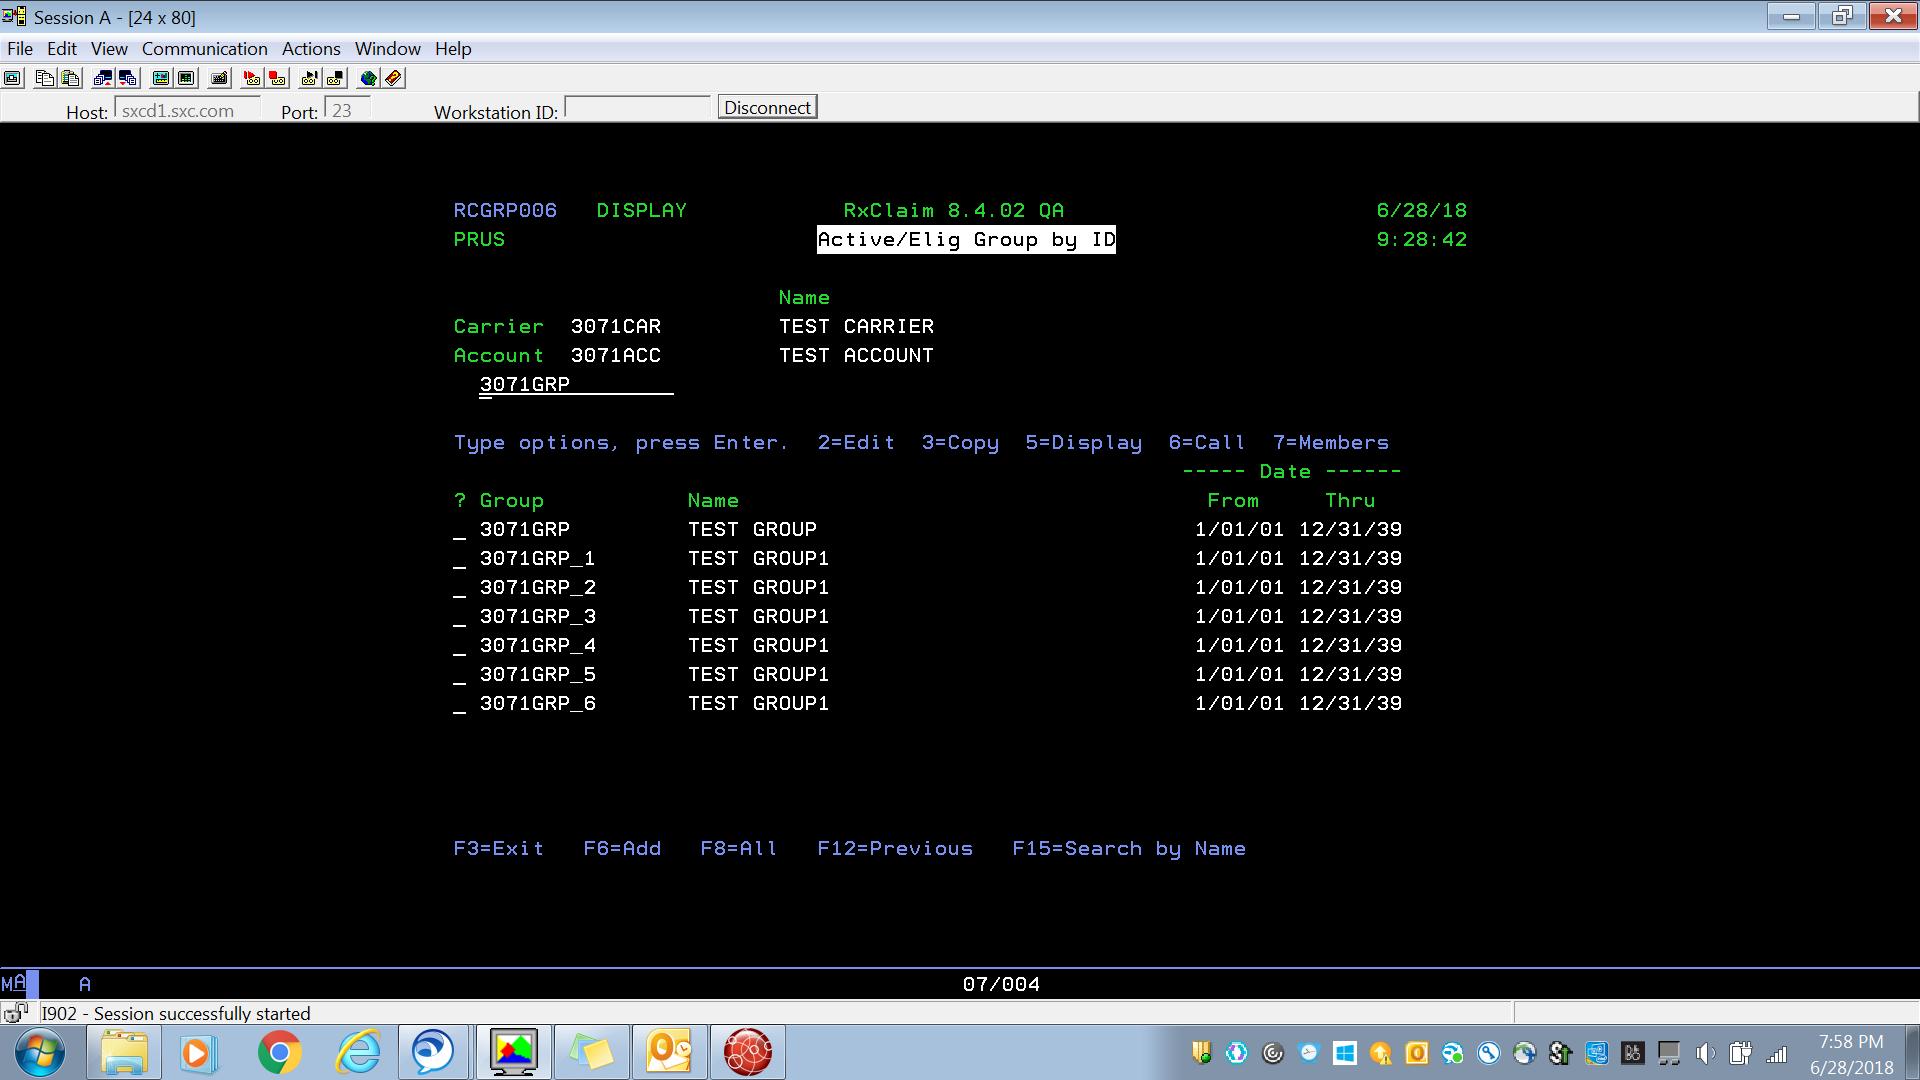 Session A - [24 x 80]
File Edit View Communication Actions Window Help
Host: sxcd1.sxc.com Port: 23 Workstation ID: Disconnect
RCGRP006 DISPLAY RxClaim 8.4.02 QA 6/28/18
PRUS Active/Elig Group by ID 9:28:42
Name
Carrier 3071CAR TEST CARRIER
Account 3071ACC TEST ACCOUNT
3071GRP
Type options, press Enter. 2=Edit 3=Copy 5=Display 6=Call 7=Members
----- Date ------
? Group Name From Thru
_ 3071GRP TEST GROUP 1/01/01 12/31/39
_ 3071GRP_1 TEST GROUP1 1/01/01 12/31/39
_ 3071GRP_2 TEST GROUP1 1/01/01 12/31/39
_ 3071GRP_3 TEST GROUP1 1/01/01 12/31/39
_ 3071GRP_4 TEST GROUP1 1/01/01 12/31/39
_ 3071GRP_5 TEST GROUP1 1/01/01 12/31/39
_ 3071GRP_6 TEST GROUP1 1/01/01 12/31/39
F3=Exit F6=Add F8=All F12=Previous F15=Search by Name
MA A 07/004
I902 - Session successfully started
7:58 PM
6/28/2018